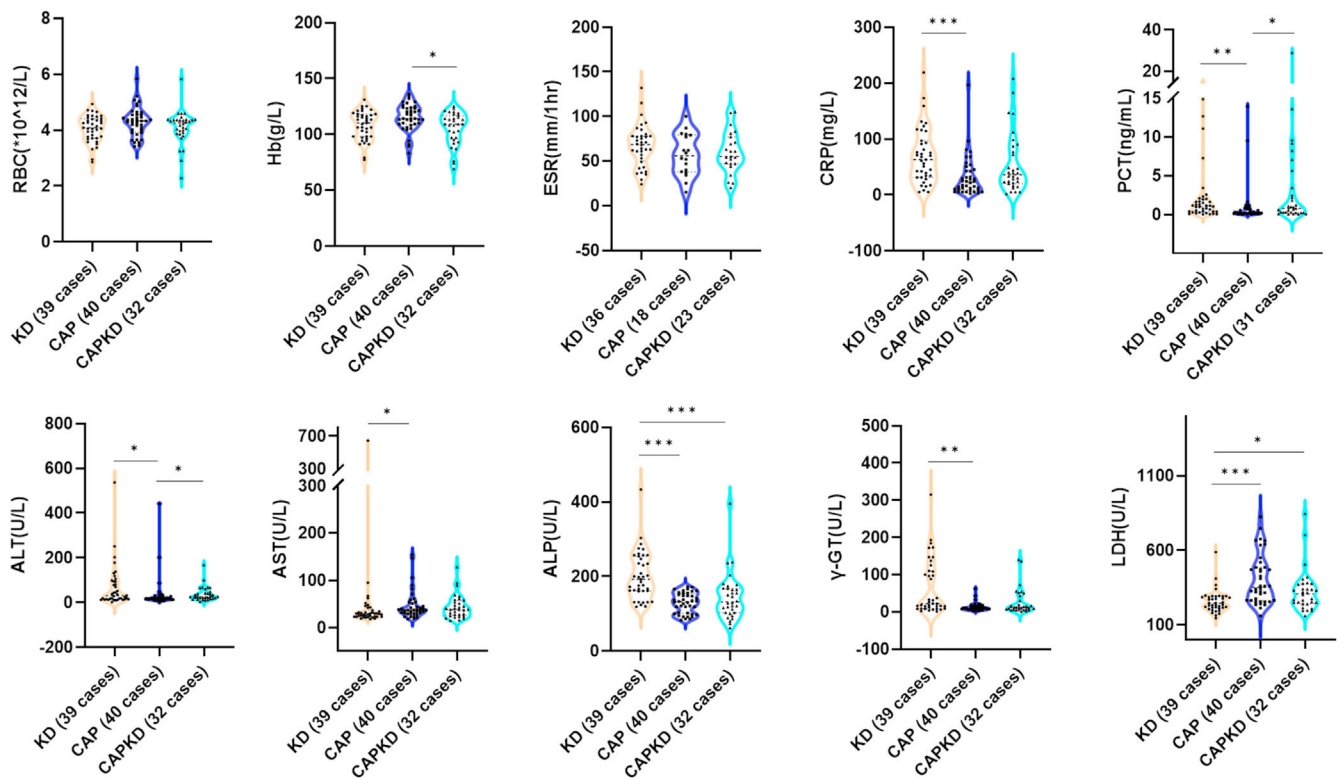 RBC(*10^12/L)
8
6
4
2
0
KD (39 cases)
CAP (40 cases)
CAPKD (32 cases)
Hb(g/L)
200
150
100
50
0
*
KD (39 cases)
CAP (40 cases)
CAPKD (32 cases)
ESR(mm/1hr)
200
150
100
50
0
-50
KD (36 cases)
CAP (18 cases)
CAPKD (23 cases)
CRP(mg/L)
300
200
100
0
-100
***
KD (39 cases)
CAP (40 cases)
CAPKD (32 cases)
PCT(ng/mL)
40
30
20
15
10
5
0
**
*
KD (39 cases)
CAP (40 cases)
CAPKD (31 cases)
ALT(U/L)
800
600
400
200
0
-200
*
*
KD (39 cases)
CAP (40 cases)
CAPKD (32 cases)
AST(U/L)
700
300
300
200
100
0
*
KD (39 cases)
CAP (40 cases)
CAPKD (32 cases)
ALP(U/L)
600
400
200
0
***
***
KD (39 cases)
CAP (40 cases)
CAPKD (32 cases)
γ-GT(U/L)
500
400
300
200
100
0
-100
**
KD (39 cases)
CAP (40 cases)
CAPKD (32 cases)
LDH(U/L)
1100
600
100
*
***
KD (39 cases)
CAP (40 cases)
CAPKD (32 cases)